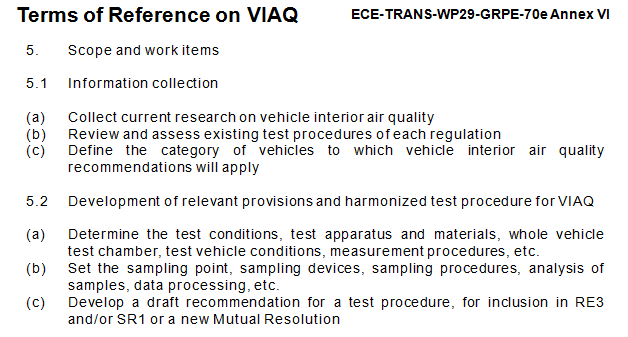 Terms of Reference on VIAQ ECE-TRANS-WP29-GRPE-70e Annex VI
5. Scope and work items
5.1 Information collection
(a) Collect current research on vehicle interior air quality
(b) Review and assess existing test procedures of each regulation
(c) Define the category of vehicles to which vehicle interior air quality
recommendations will apply
5.2 Development of relevant provisions and harmonized test procedure for VIAQ
(a) Determine the test conditions, test apparatus and materials, whole vehicle
test chamber, test vehicle conditions, measurement procedures, etc.
(b) Set the sampling point, sampling devices, sampling procedures, analysis of
samples, data processing, etc.
(c) Develop a draft recommendation for a test procedure, for inclusion in RE3
and/or SR1 or a new Mutual Resolution